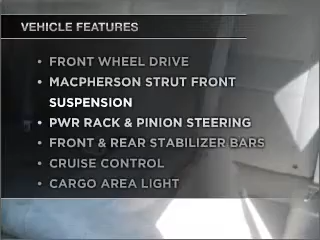 VEHICLE FEATURES
• FRONT WHEEL DRIVE
• MACPHERSON STRUT FRONT
SUSPENSION
• PWR RACK & PINION STEERING
• FRONT & REAR STABILIZER BARS
• CRUISE CONTROL
• CARGO AREA LIGHT